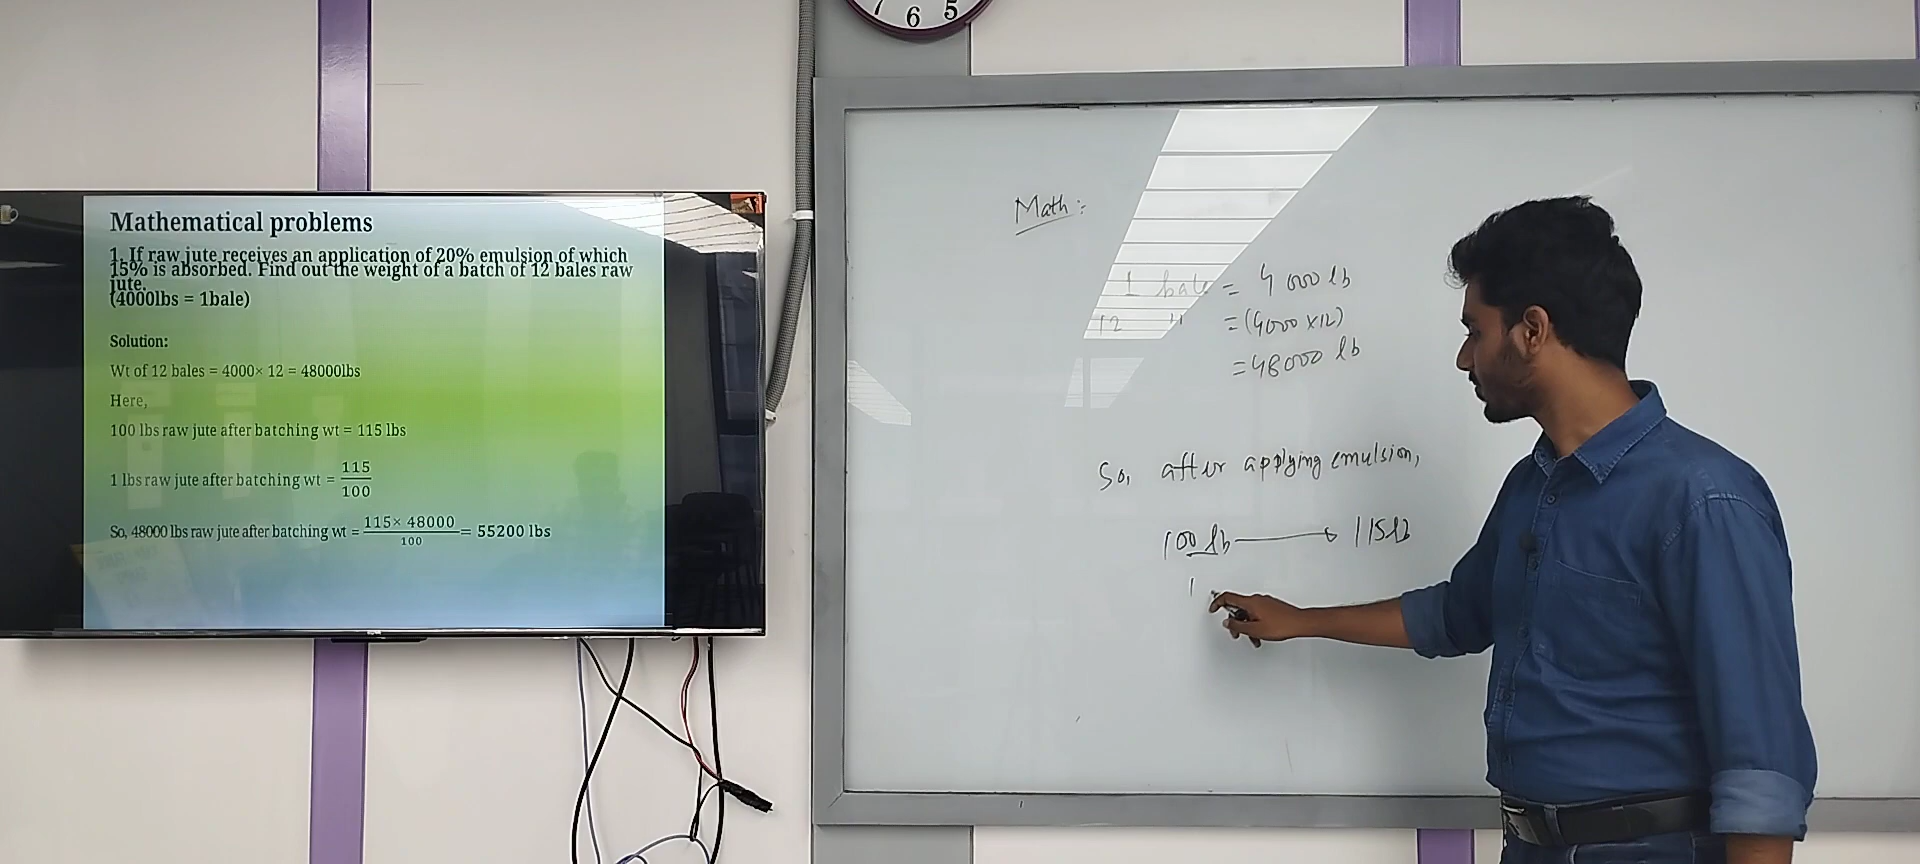 7 6 5
Mathematical problems
1. If raw jute receives an application of 20% emulsion of which
15% is absorbed. Find out the weight of a batch of 12 bales raw
jute.
(4000lbs = 1bale)
Solution:
Wt of 12 bales = 4000× 12 = 48000lbs
Here,
100 lbs raw jute after batching wt = 115 lbs
1 lbs raw jute after batching wt = 115/100
So, 48000 lbs raw jute after batching wt = 115× 48000/100 = 55200 lbs
Math:
1 bale = 4000 lb
12 " = (4000 ×12)
= 48000 lb
So, after applying emulsion,
100 lb → 115 lb
1